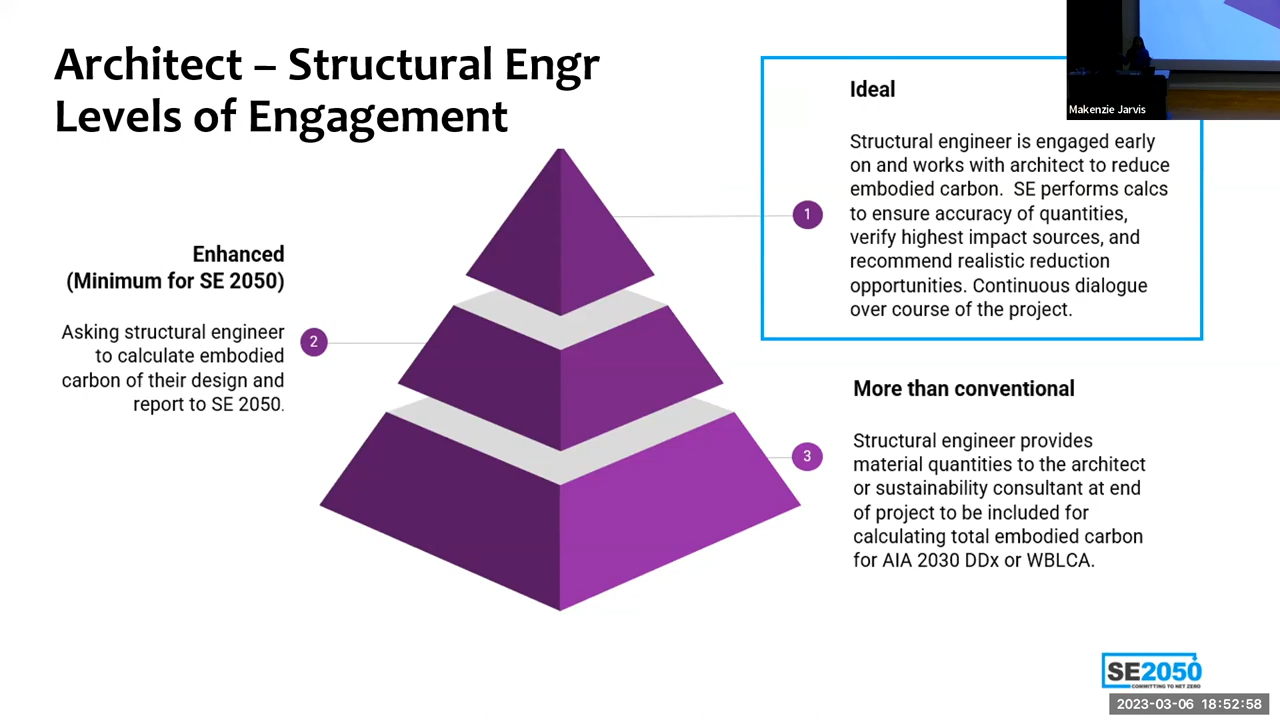 Architect – Structural Engr
Levels of Engagement
Makenzie Jarvis
Ideal
Structural engineer is engaged early
on and works with architect to reduce
embodied carbon.  SE performs calcs
to ensure accuracy of quantities,
verify highest impact sources, and
recommend realistic reduction
opportunities. Continuous dialogue
over course of the project.
1
Enhanced
(Minimum for SE 2050)
Asking structural engineer
to calculate embodied
carbon of their design and
report to SE 2050.
2
More than conventional
Structural engineer provides
material quantities to the architect
or sustainability consultant at end
of project to be included for
calculating total embodied carbon
for AIA 2030 DDx or WBLCA.
3
SE2050
COMMITTING TO NET ZERO
2023-03-06 18:52:58